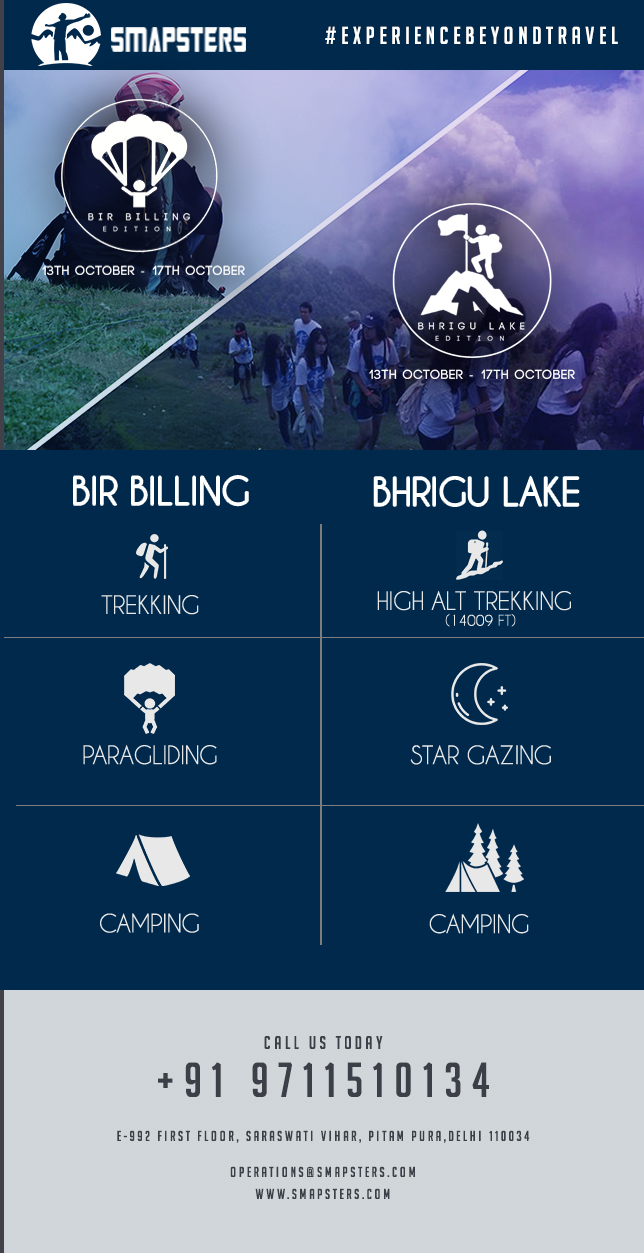 SMAPSTERS
#EXPERIENCEBEYONDTRAVEL
BIR BILLING
EDITION
13TH OCTOBER - 17TH OCTOBER
BHRIGU LAKE
EDITION
13TH OCTOBER - 17TH OCTOBER
BIR BILLING
BHRIGU LAKE
TREKKING
HIGH ALT TREKKING
(14009 FT)
PARAGLIDING
STAR GAZING
CAMPING
CAMPING
CALL US TODAY
+91 9711510134
E-992 FIRST FLOOR, SARASWATI VIHAR, PITAM PURA,DELHI 110034
OPERATIONS@SMAPSTERS.COM
WWW.SMAPSTERS.COM